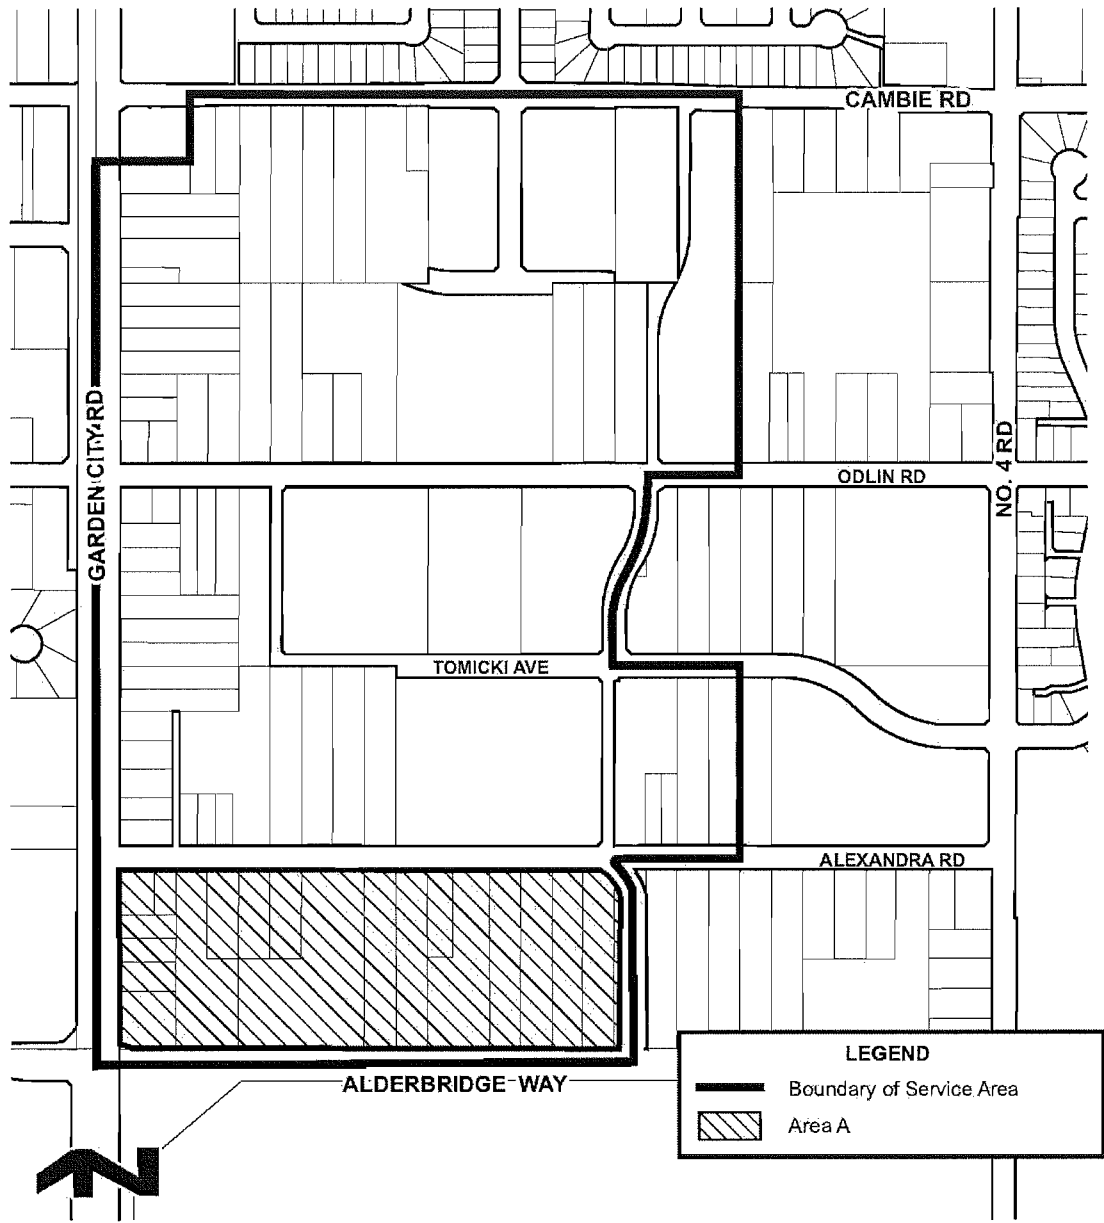 CAMBIE RD
GARDEN CITY RD
NO. 4 RD
ODLIN RD
TOMICKI AVE
ALEXANDRA RD
ALDERBRIDGE WAY
LEGEND
Boundary of Service Area
Area A
N